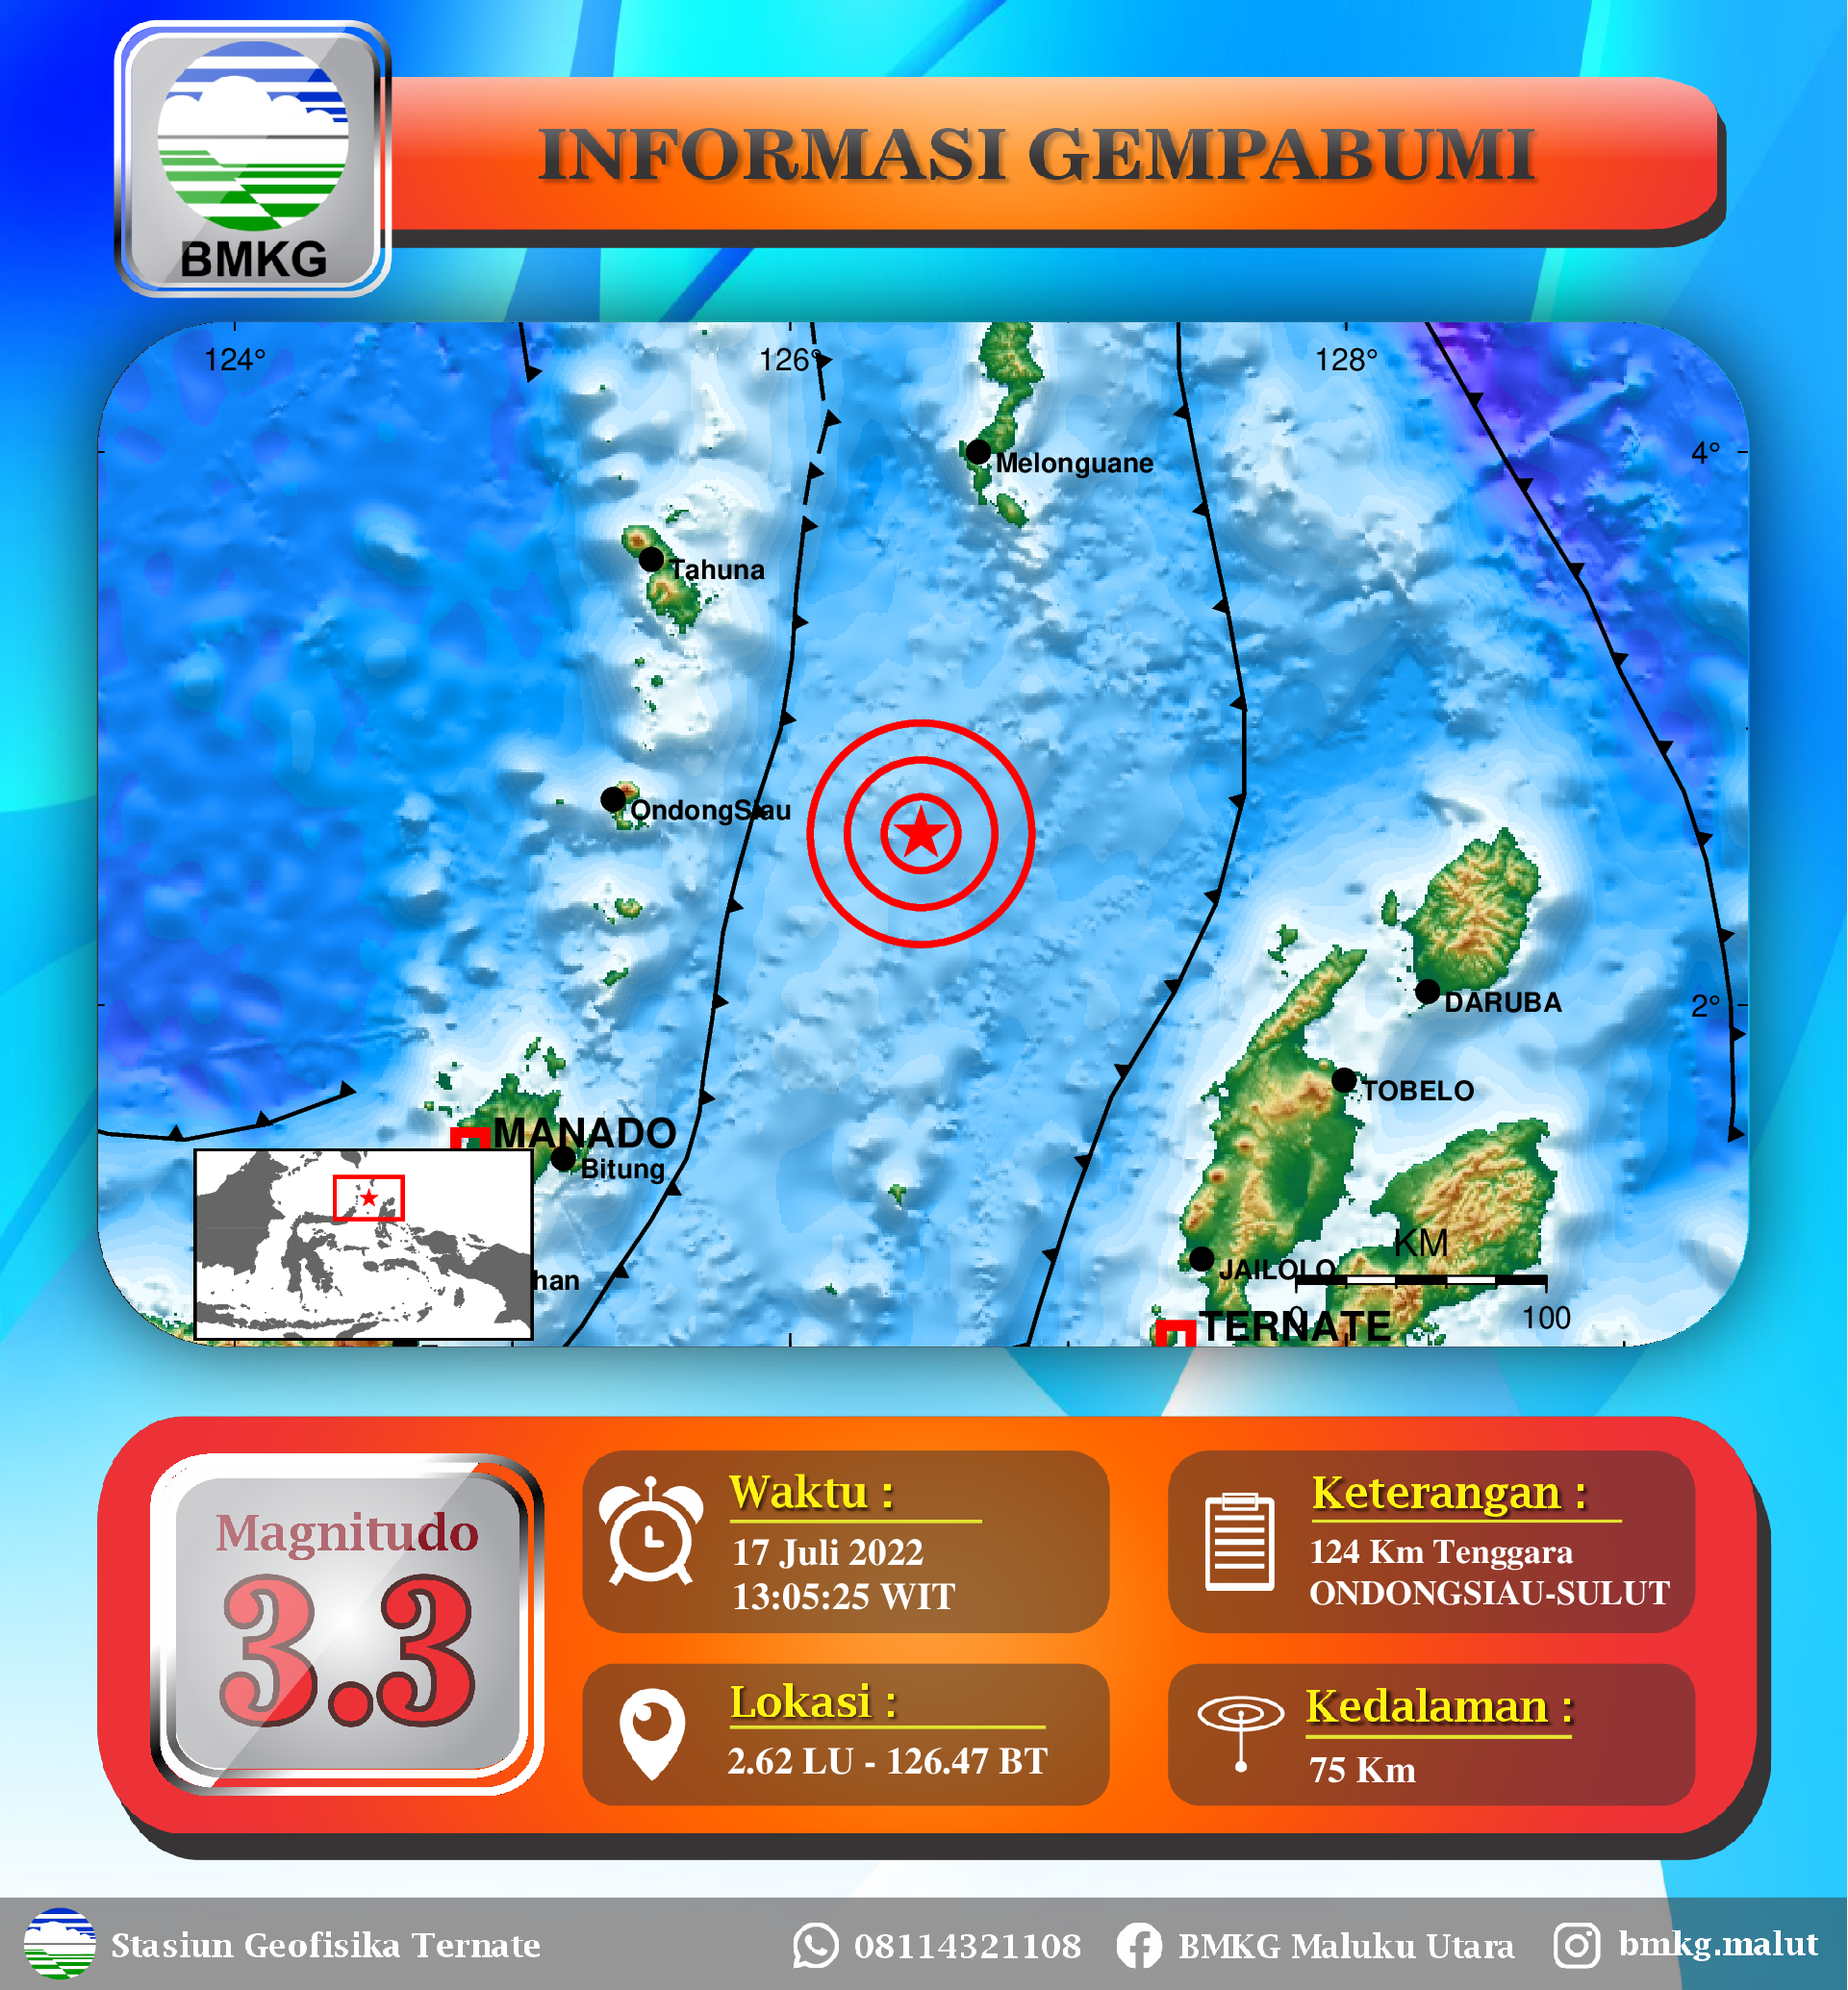 BMKG
INFORMASI GEMPABUMI
124°
126°
128°
4°
Melonguane
Tahuna
OndongSiau
DARUBA
2°
TOBELO
MANADO
Bitung
KM
JAILOLO
han
0
100
TERNATE
Magnitudo
3.3
Waktu :
17 Juli 2022
13:05:25 WIT
Keterangan :
124 Km Tenggara
ONDONGSIAU-SULUT
Lokasi :
2.62 LU - 126.47 BT
Kedalaman :
75 Km
Stasiun Geofisika Ternate
08114321108
BMKG Maluku Utara
bmkg.malut